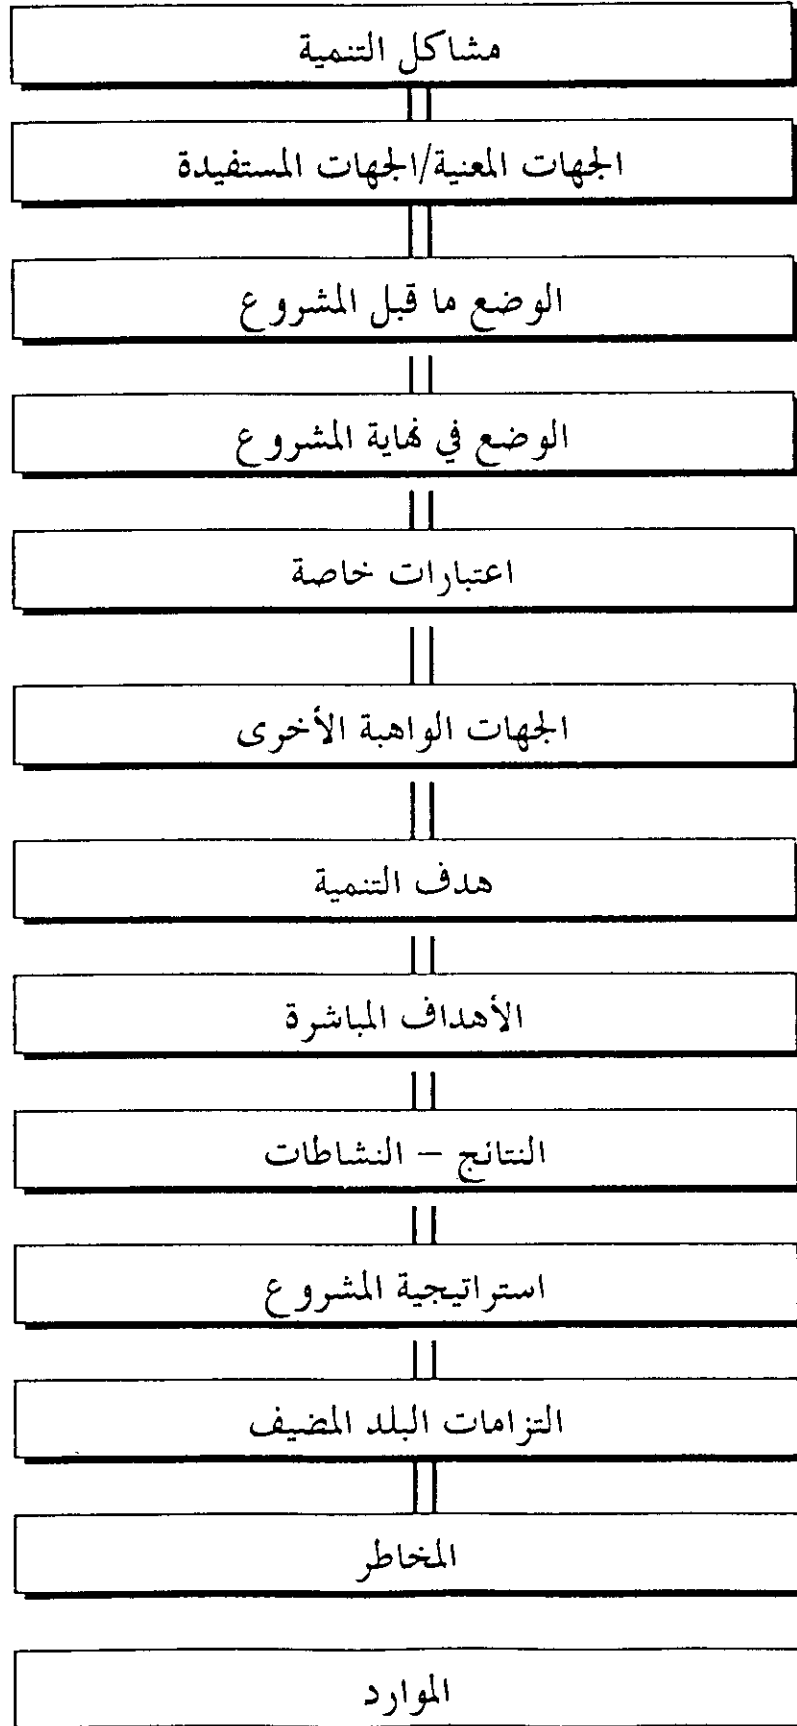 مشاكل التنمية
الجهات المعنية/الجهات المستفيدة
الوضع ما قبل المشروع
الوضع في نهاية المشروع
اعتبارات خاصة
الجهات الواهبة الأخرى
هدف التنمية
الأهداف المباشرة
النتائج – النشاطات
استراتيجية المشروع
التزامات البلد المضيف
المخاطر
الموارد